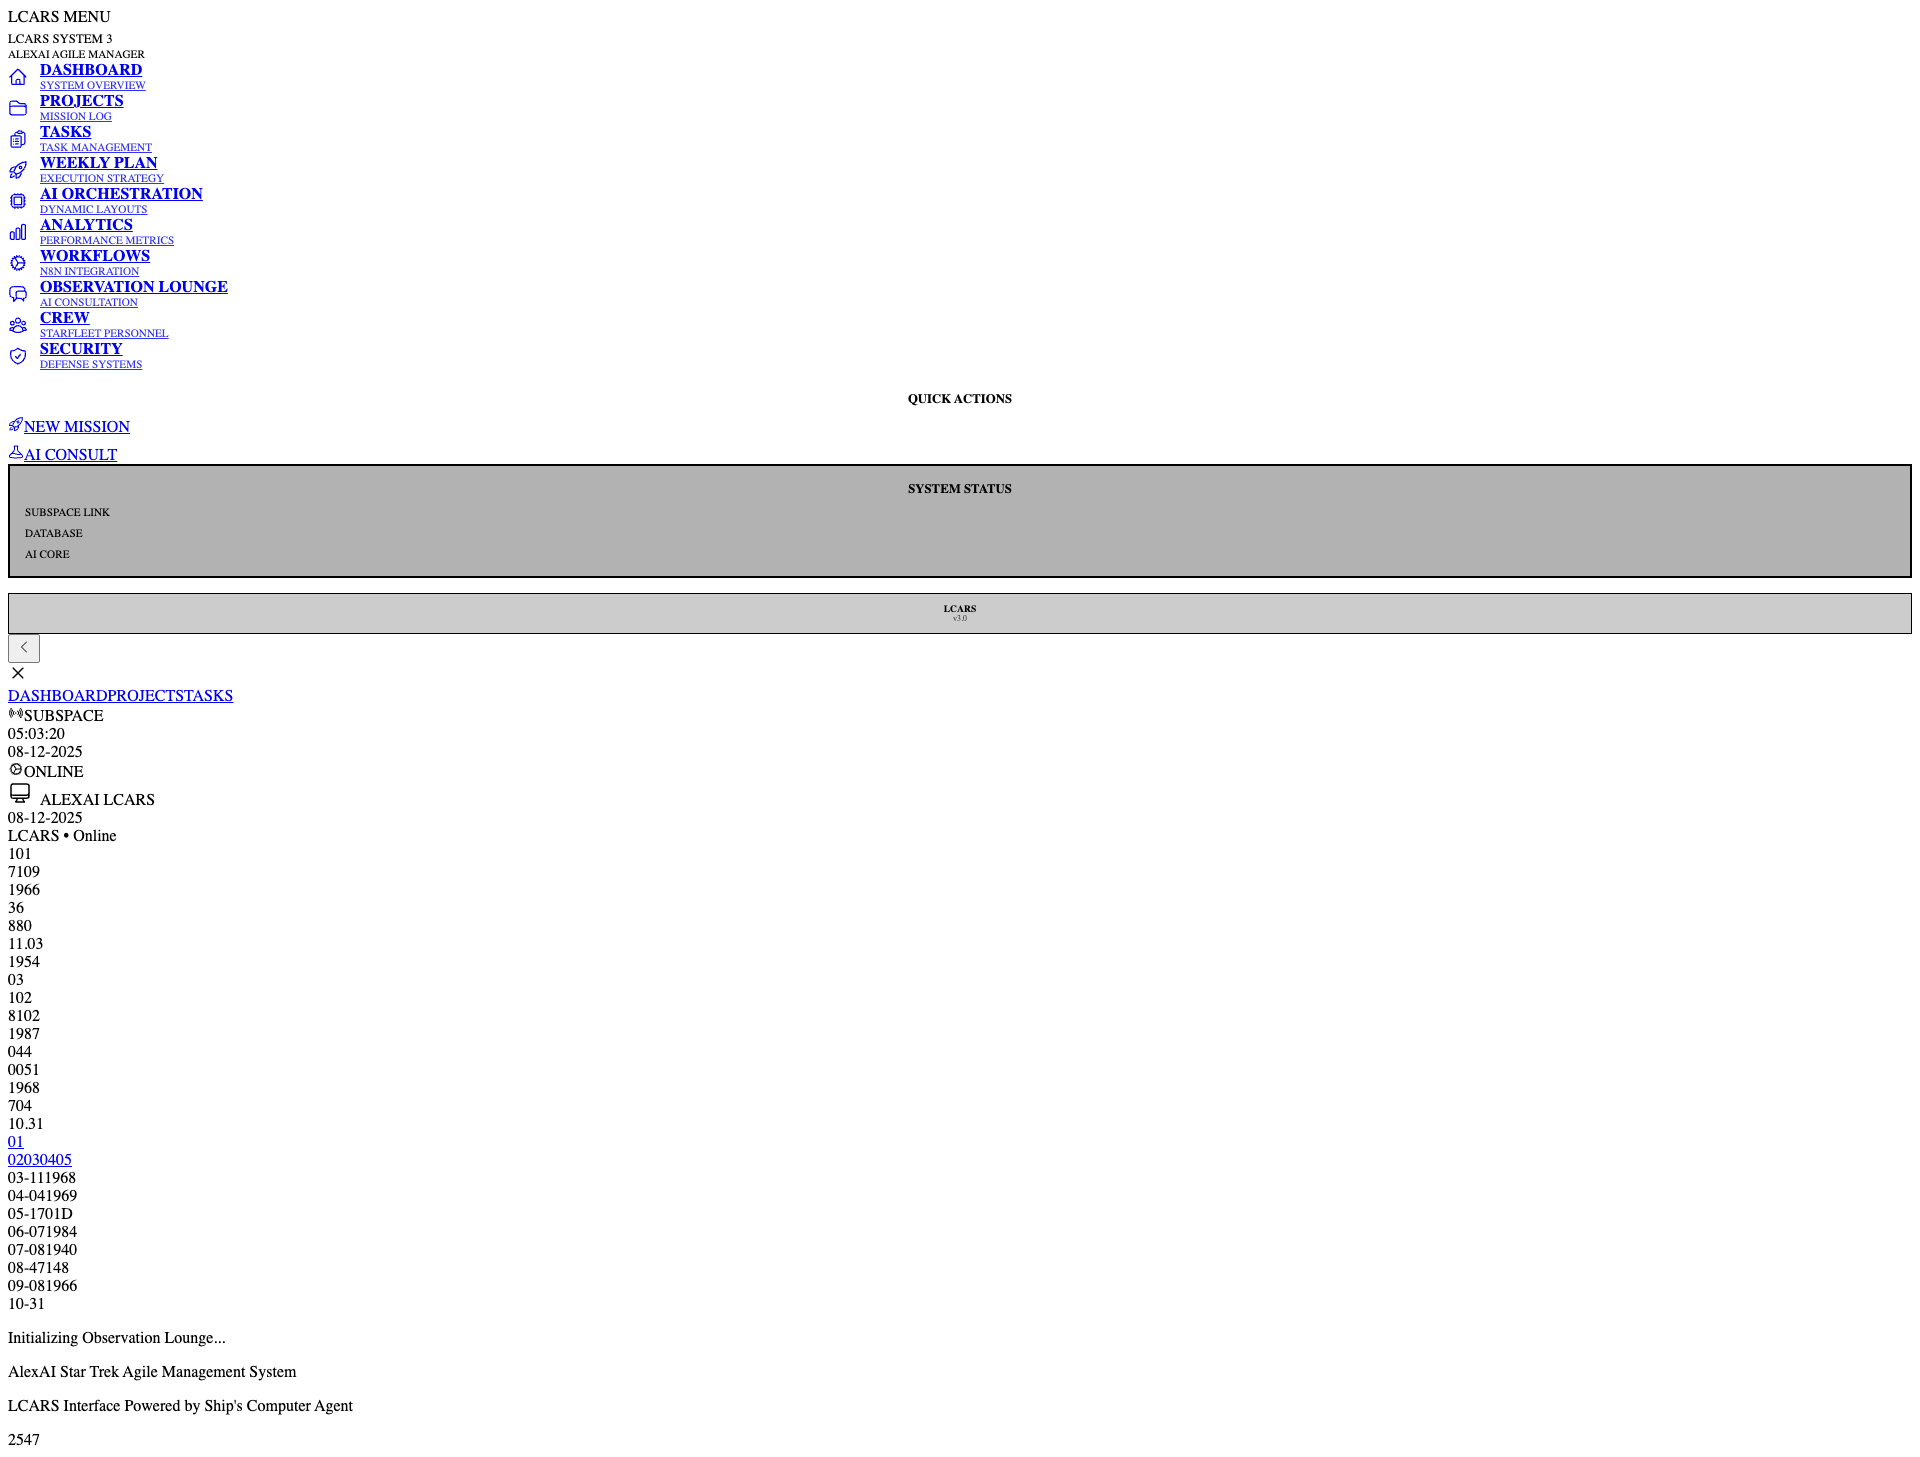 LCARS MENU
LCARS SYSTEM 3
ALEXAI AGILE MANAGER
DASHBOARD
SYSTEM OVERVIEW
PROJECTS
MISSION LOG
TASKS
TASK MANAGEMENT
WEEKLY PLAN
EXECUTION STRATEGY
AI ORCHESTRATION
DYNAMIC LAYOUTS
ANALYTICS
PERFORMANCE METRICS
WORKFLOWS
N8N INTEGRATION
OBSERVATION LOUNGE
AI CONSULTATION
CREW
STARFLEET PERSONNEL
SECURITY
DEFENSE SYSTEMS
QUICK ACTIONS
NEW MISSION
AI CONSULT
SYSTEM STATUS
SUBSPACE LINK
DATABASE
AI CORE
LCARS
v3.0
DASHBOARDPROJECTSTASKS
SUBSPACE
05:03:20
08-12-2025
ONLINE
ALEXAI LCARS
08-12-2025
LCARS • Online
101
7109
1966
36
880
11.03
1954
03
102
8102
1987
044
0051
1968
704
10.31
01
02030405
03-111968
04-041969
05-1701D
06-071984
07-081940
08-47148
09-081966
10-31
Initializing Observation Lounge...
AlexAI Star Trek Agile Management System
LCARS Interface Powered by Ship's Computer Agent
2547